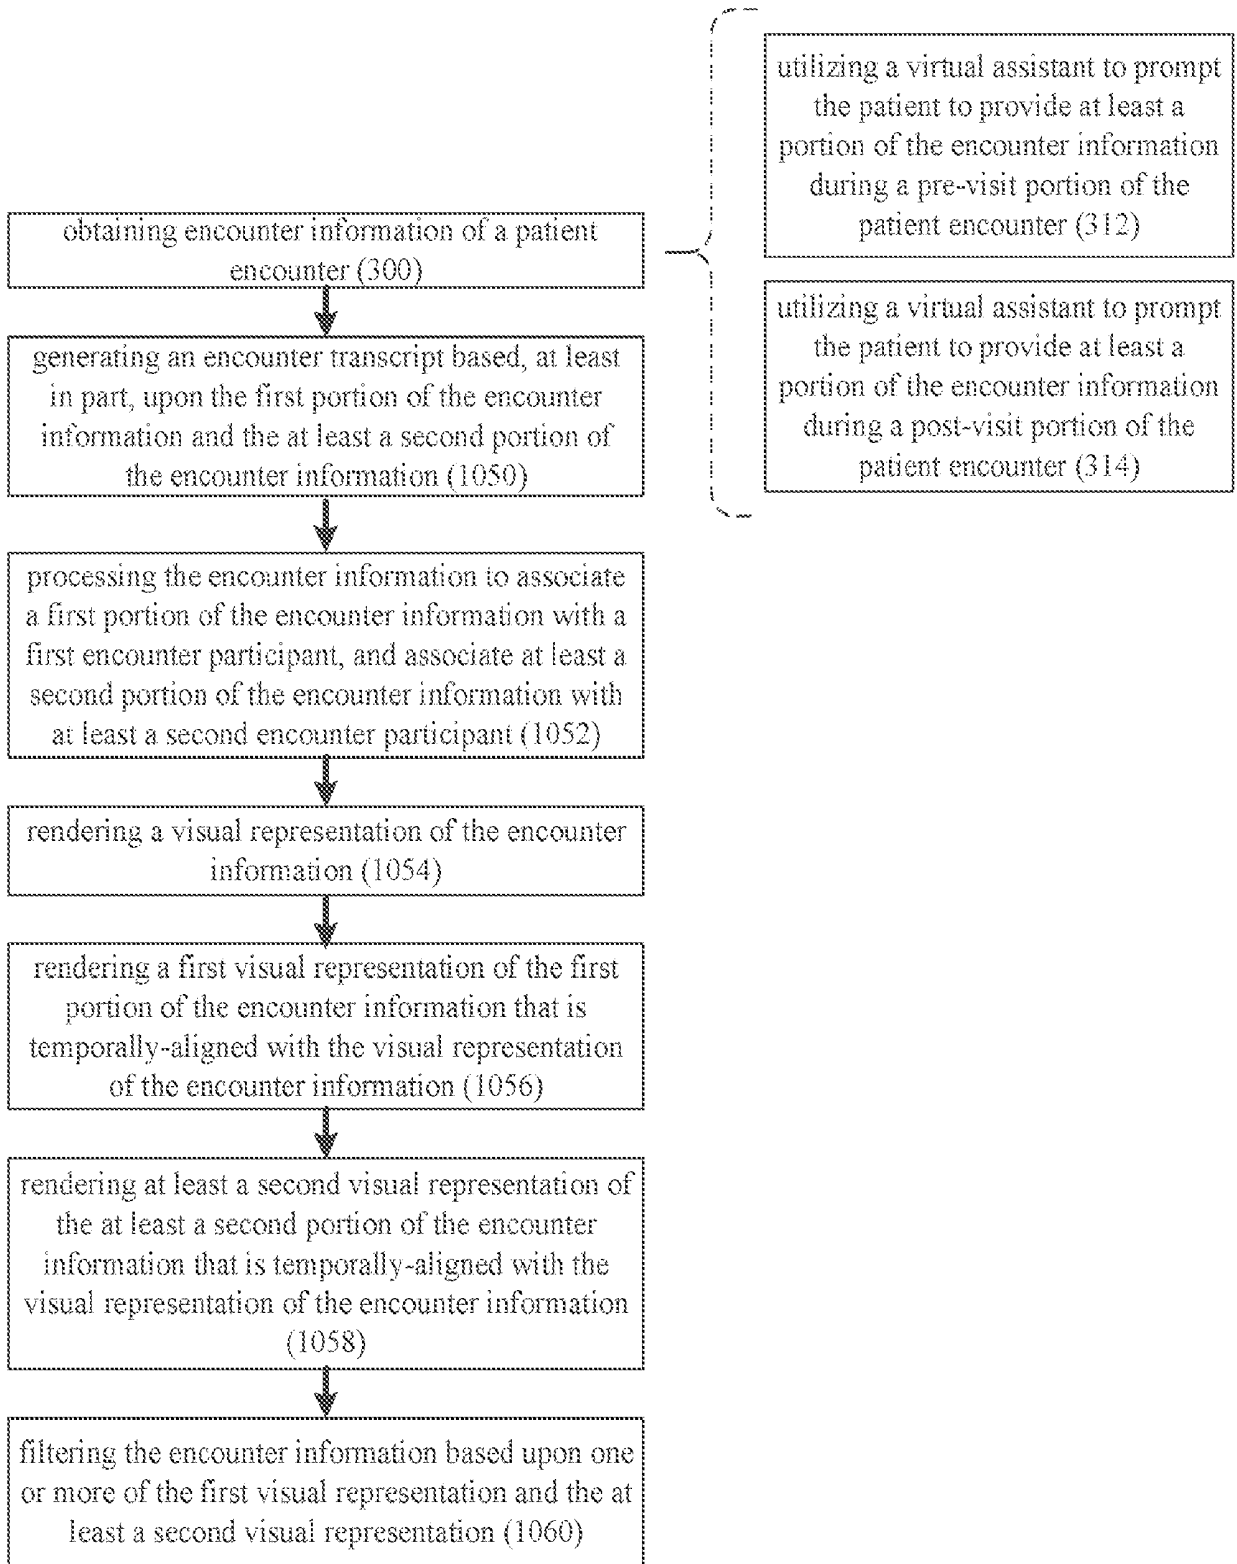 obtaining encounter information of a patient
encounter (300)
utilizing a virtual assistant to prompt
the patient to provide at least a
portion of the encounter information
during a pre-visit portion of the
patient encounter (312)
utilizing a virtual assistant to prompt
the patient to provide at least a
portion of the encounter information
during a post-visit portion of the
patient encounter (314)
generating an encounter transcript based, at least
in part, upon the first portion of the encounter
information and the at least a second portion of
the encounter information (1050)
processing the encounter information to associate
a first portion of the encounter information with a
first encounter participant, and associate at least a
second portion of the encounter information with
at least a second encounter participant (1052)
rendering a visual representation of the encounter
information (1054)
rendering a first visual representation of the first
portion of the encounter information that is
temporally-aligned with the visual representation
of the encounter information (1056)
rendering at least a second visual representation of
the at least a second portion of the encounter
information that is temporally-aligned with the
visual representation of the encounter information
(1058)
filtering the encounter information based upon one
or more of the first visual representation and the at
least a second visual representation (1060)